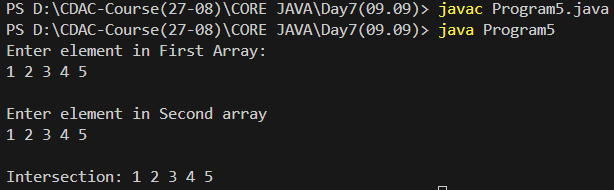 PS D:\CDAC-Course(27-08)\CORE JAVA\Day7(09.09)> javac Program5.java
PS D:\CDAC-Course(27-08)\CORE JAVA\Day7(09.09)> java Program5
Enter element in First Array:
1 2 3 4 5
Enter element in Second array
1 2 3 4 5
Intersection: 1 2 3 4 5